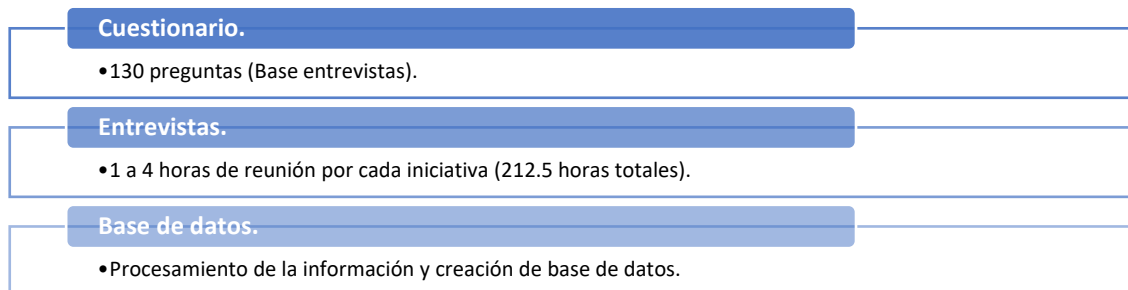 Cuestionario.
•130 preguntas (Base entrevistas).
Entrevistas.
•1 a 4 horas de reunión por cada iniciativa (212.5 horas totales).
Base de datos.
•Procesamiento de la información y creación de base de datos.